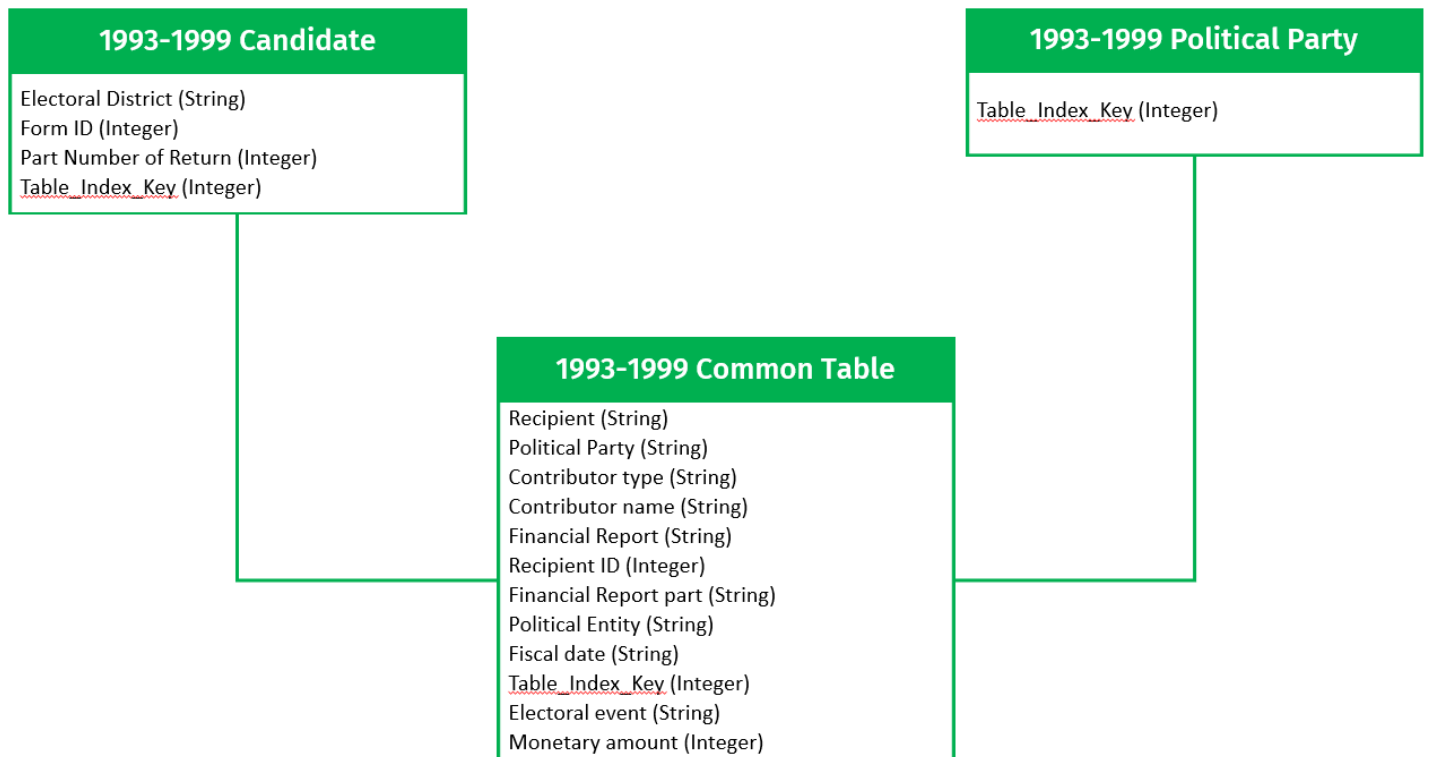 1993-1999 Candidate
Electoral District (String)
Form ID (Integer)
Part Number of Return (Integer)
Table_Index_Key (Integer)
1993-1999 Political Party
Table_Index_Key (Integer)
1993-1999 Common Table
Recipient (String)
Political Party (String)
Contributor type (String)
Contributor name (String)
Financial Report (String)
Recipient ID (Integer)
Financial Report part (String)
Political Entity (String)
Fiscal date (String)
Table_Index_Key (Integer)
Electoral event (String)
Monetary amount (Integer)